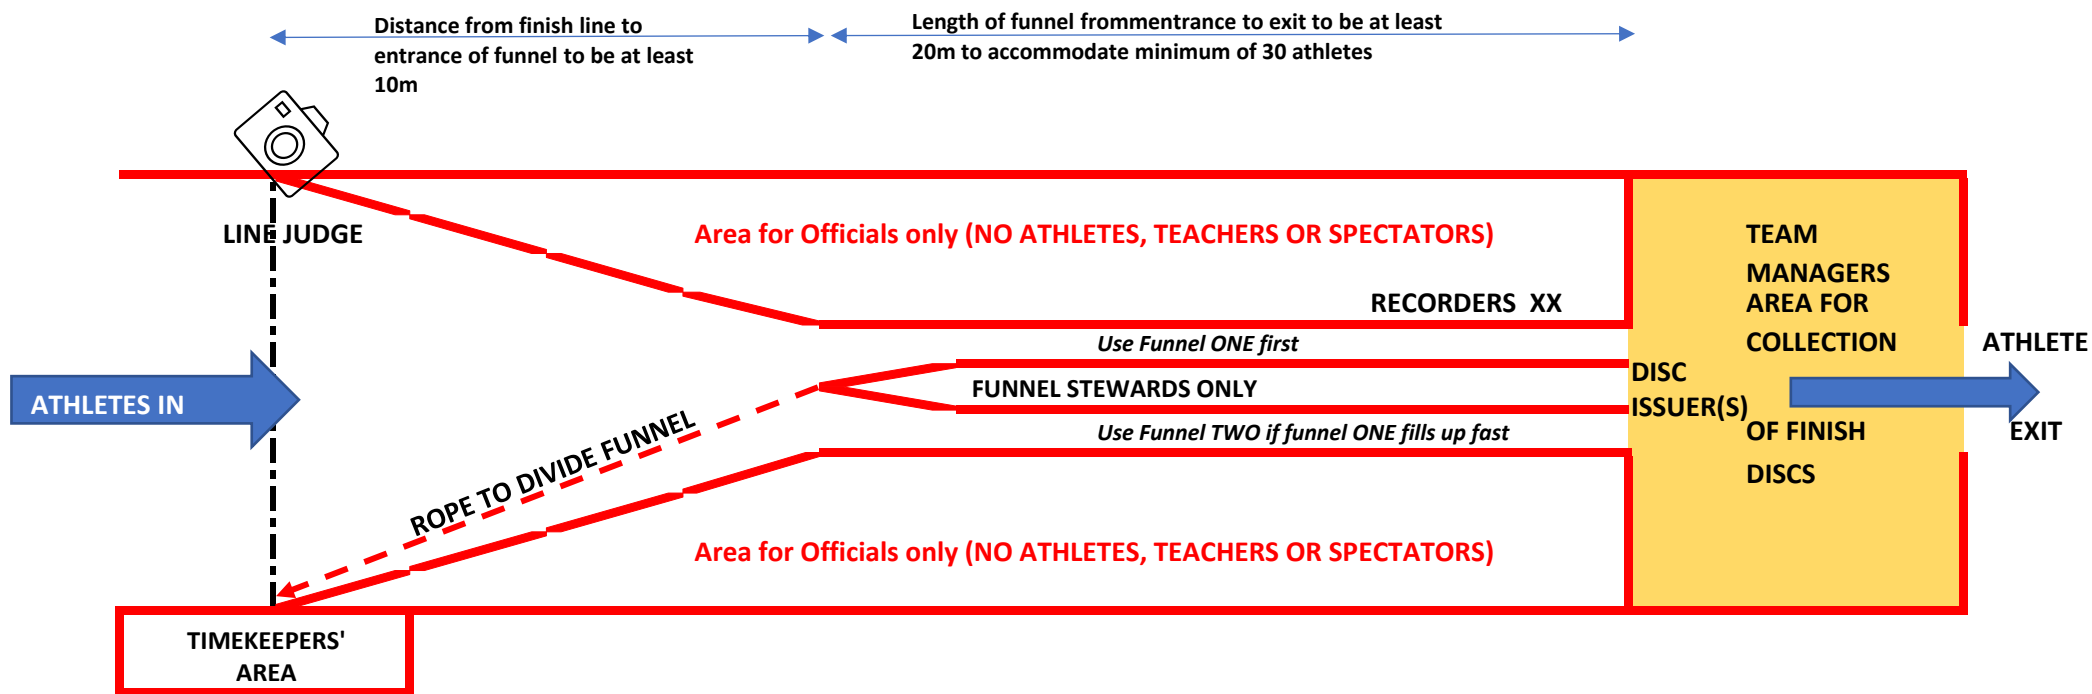 Distance from finish line to
entrance of funnel to be at least
10m
Length of funnel frommentrance to exit to be at least
20m to accommodate minimum of 30 athletes
LINE JUDGE
Area for Officials only (NO ATHLETES, TEACHERS OR SPECTATORS)
TEAM
MANAGERS
AREA FOR
COLLECTION
OF FINISH
DISCS
RECORDERS XX
Use Funnel ONE first
ATHLETE
EXIT
DISC
ISSUER(S)
FUNNEL STEWARDS ONLY
ATHLETES IN
Use Funnel TWO if funnel ONE fills up fast
ROPE TO DIVIDE FUNNEL
Area for Officials only (NO ATHLETES, TEACHERS OR SPECTATORS)
TIMEKEEPERS'
AREA